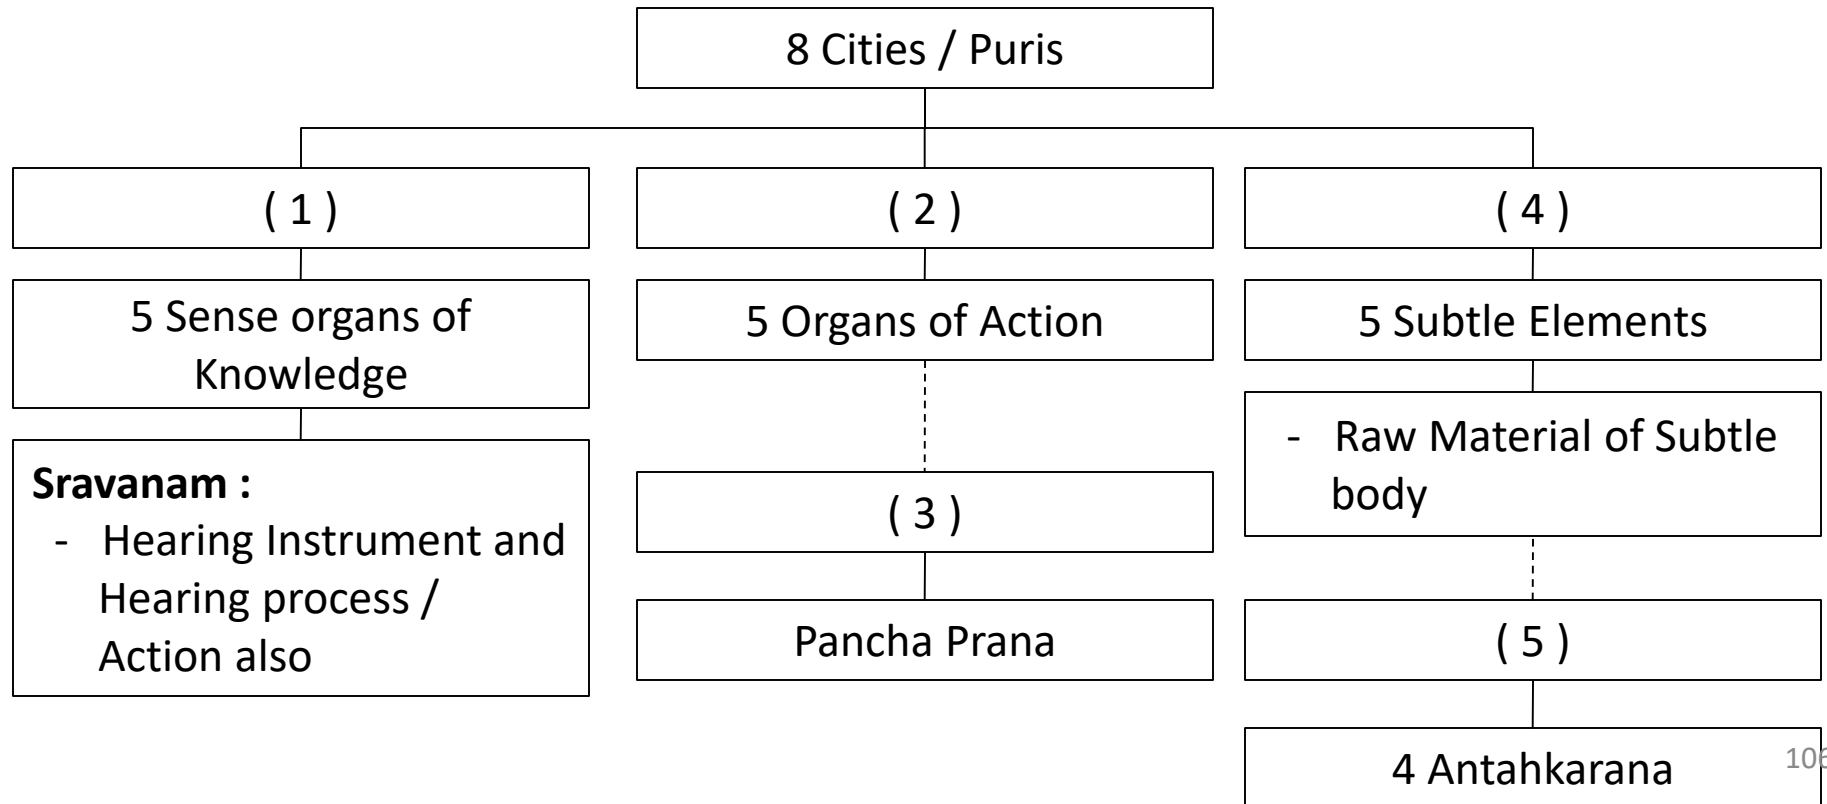 8 Cities / Puris
( 1 )
( 2 )
( 4 )
5 Sense organs of
Knowledge
5 Organs of Action
5 Subtle Elements
Sravanam :
- Hearing Instrument and
Hearing process /
Action also
( 3 )
Pancha Prana
- Raw Material of Subtle
body
( 5 )
4 Antahkarana
106